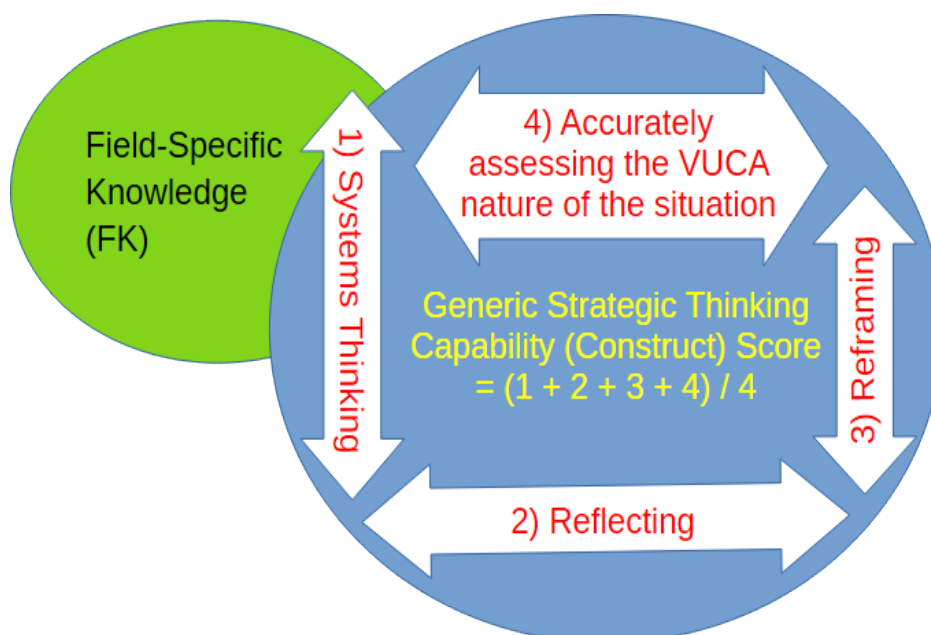 Field-Specific
Knowledge
(FK)
1) Systems Thinking
4) Accurately
assessing the VUCA
nature of the situation
Generic Strategic Thinking
Capability (Construct) Score
= (1 + 2 + 3 + 4) / 4
3) Reframing
2) Reflecting